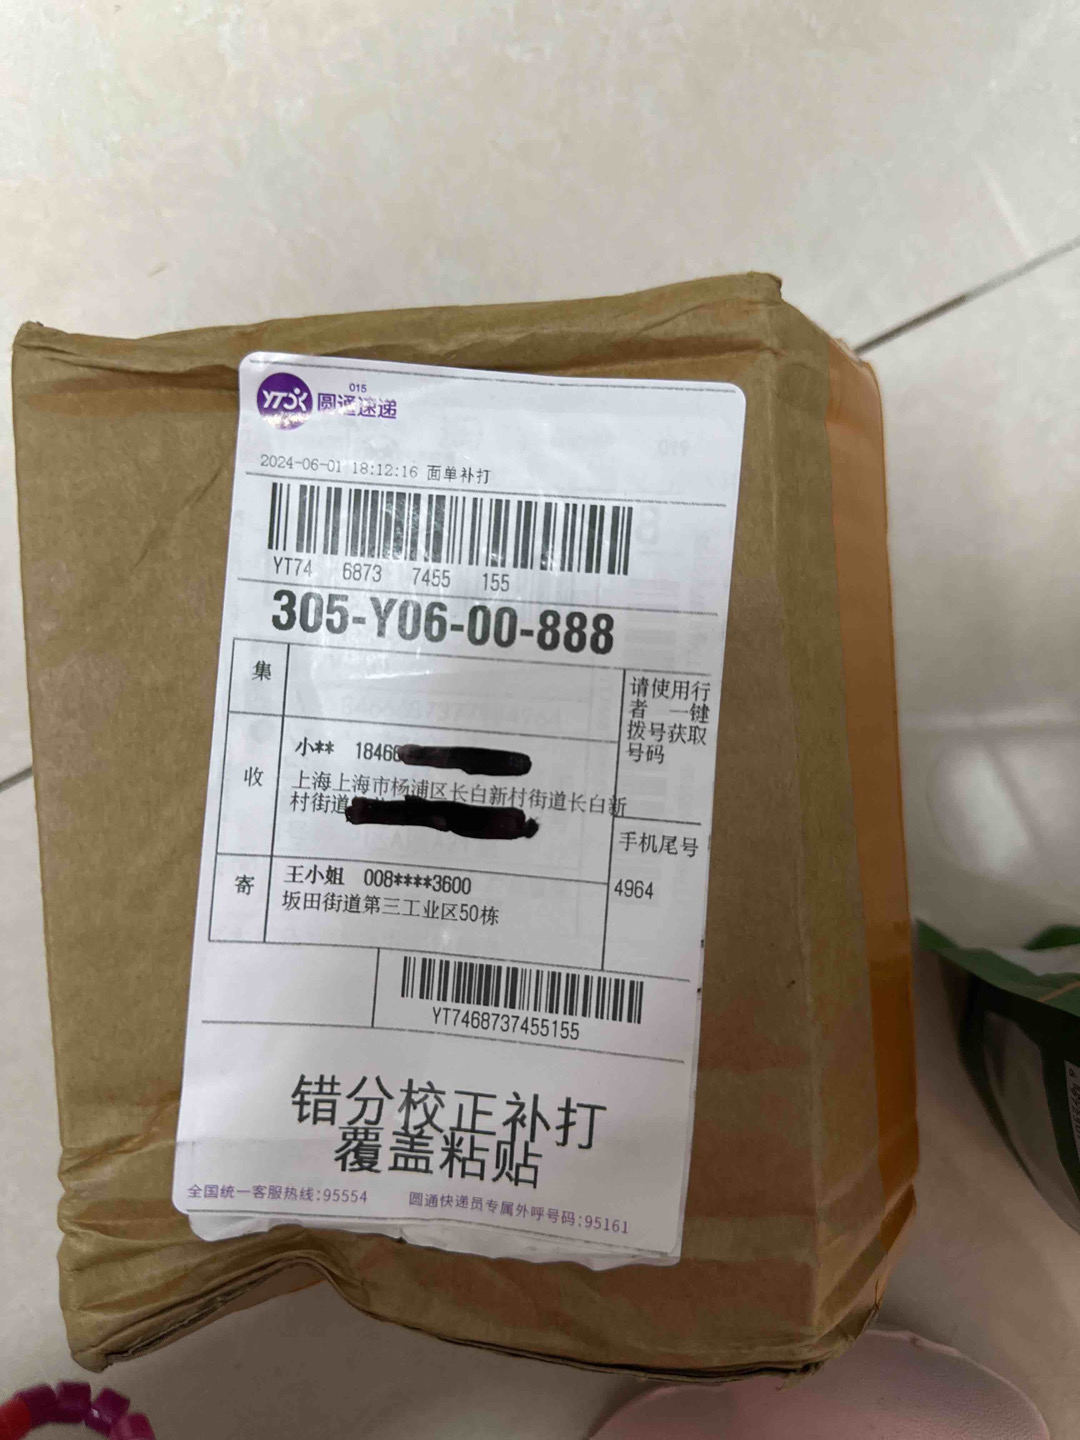 015
YTO 圆通速递
2024-06-01 18:12:16 面单补打
YT74 6873 7455 155
305-Y06-00-888
集
请使用行
者 一键
拨号获取
号码
收
小** 18468
上海上海市杨浦区长白新村街道长白新
村街道
手机尾号
4964
寄
王小姐 008****3600
坂田街道第三工业区50栋
YT7468737455155
错分校正补打
覆盖粘贴
全国统一客服热线:95554 圆通快递员专属外呼号码:95161